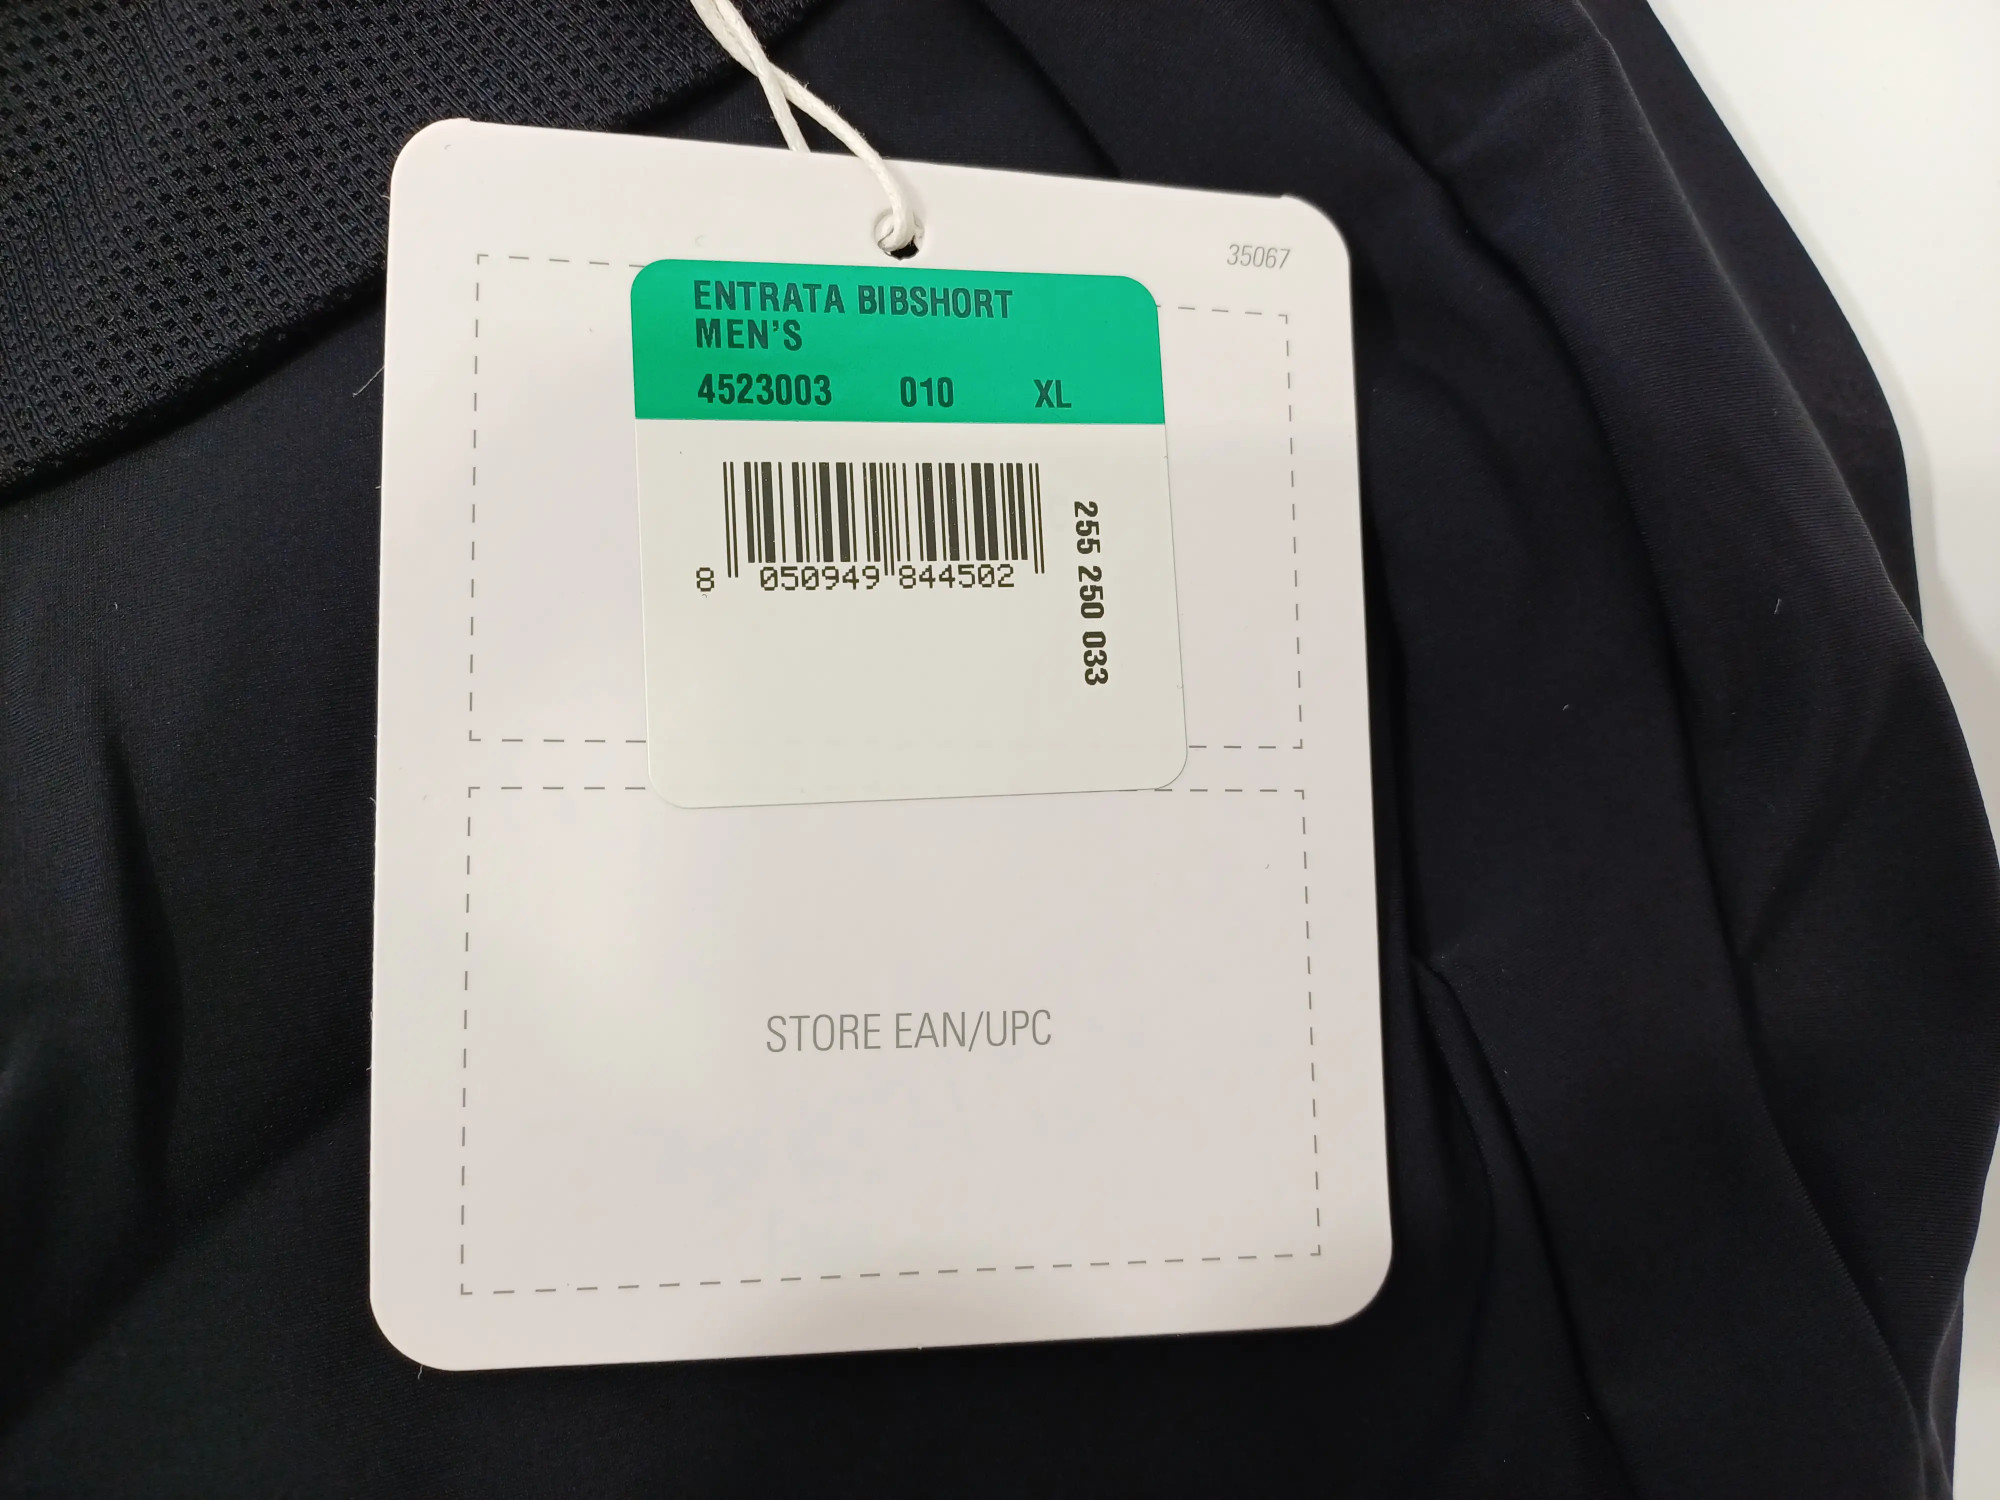 35067
ENTRATA BIBSHORT
MEN'S
4523003 010 XL
8 050949 844502
255 250 033
STORE EAN/UPC